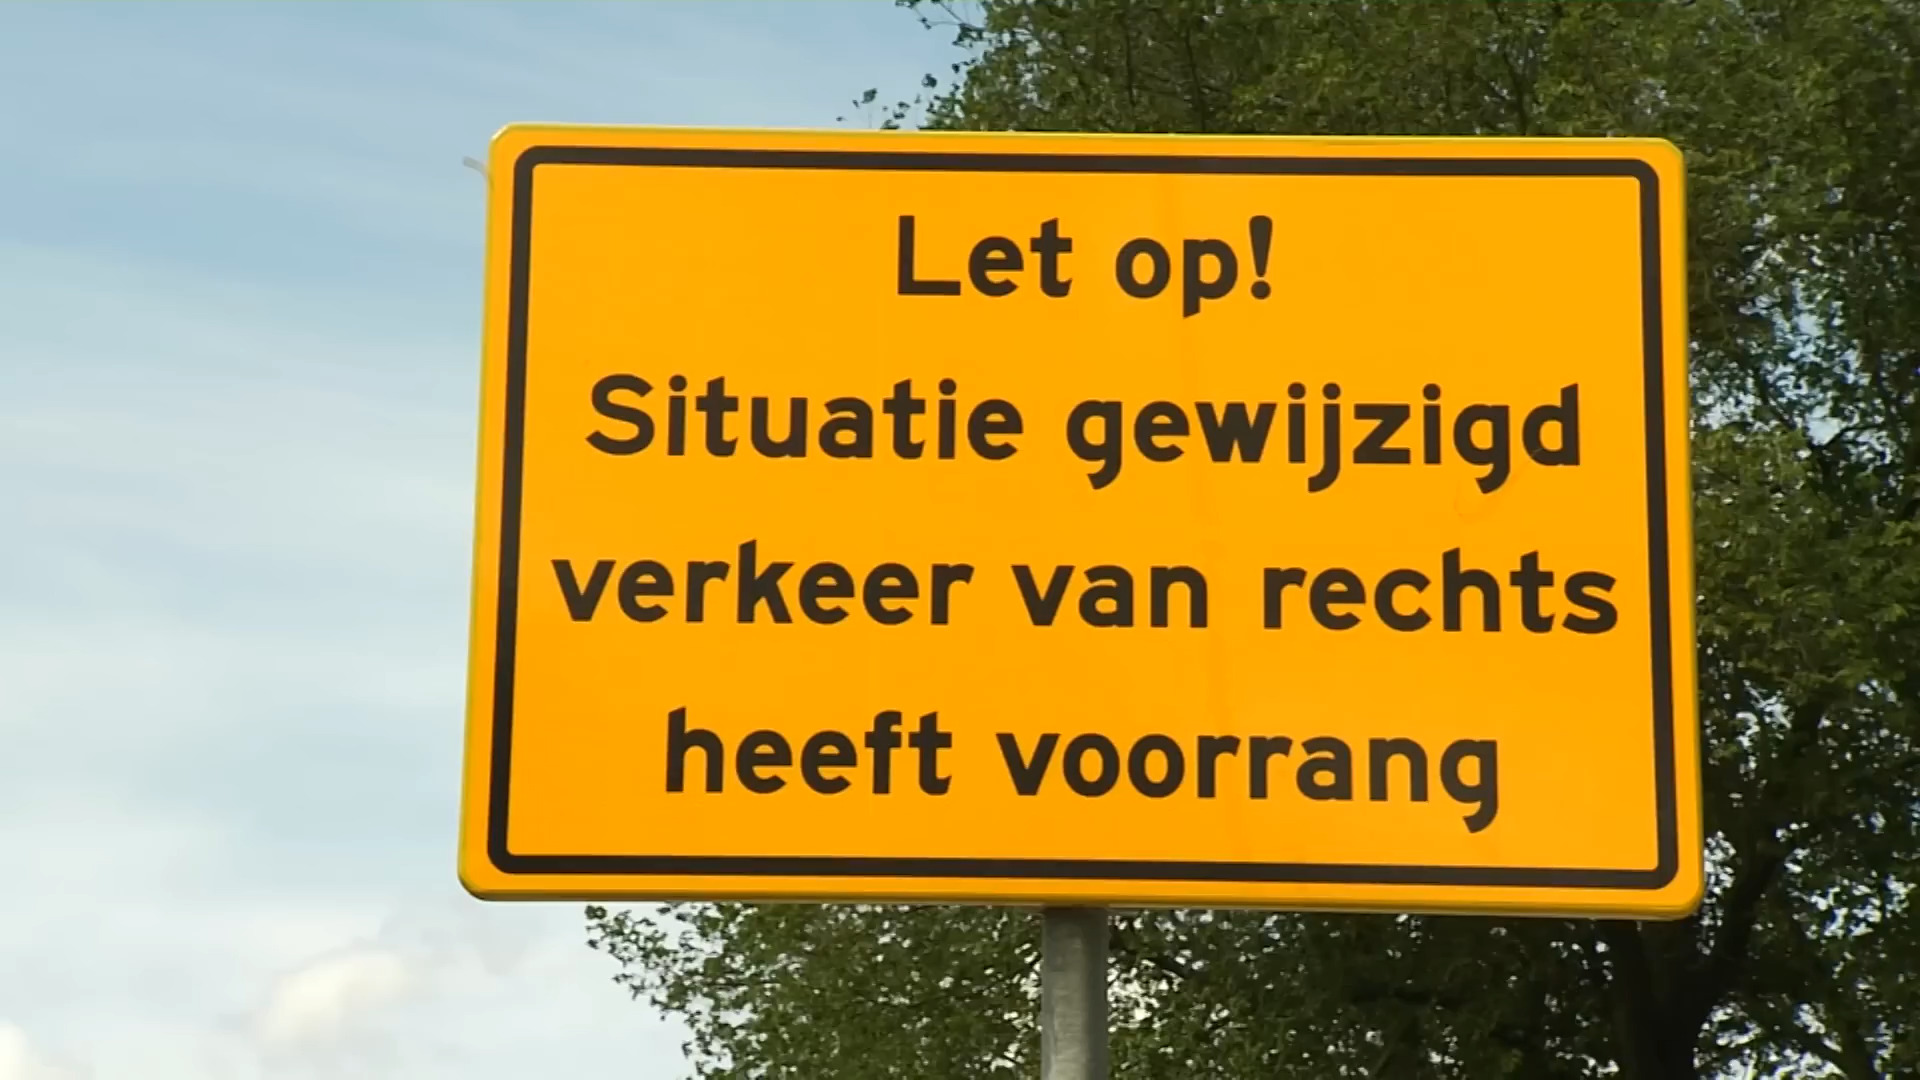 Let op!
Situatie gewijzigd
verkeer van rechts
heeft voorrang